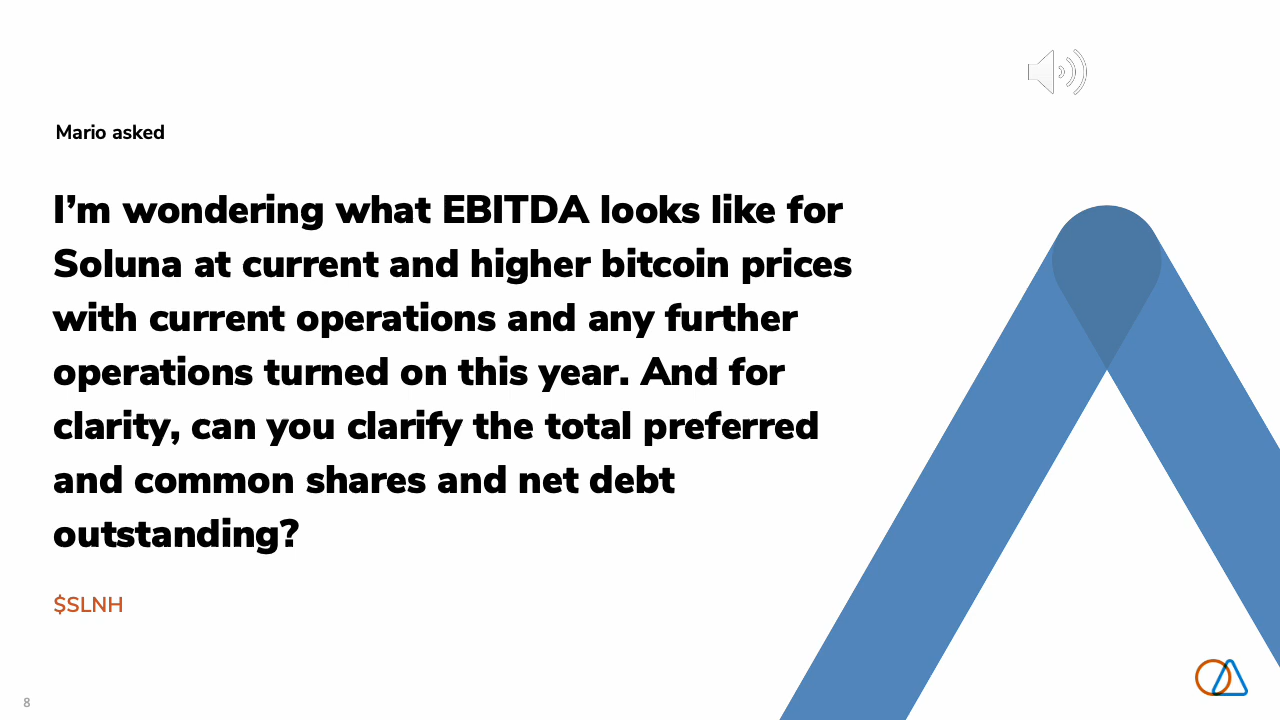 Mario asked
I’m wondering what EBITDA looks like for
Soluna at current and higher bitcoin prices
with current operations and any further
operations turned on this year. And for
clarity, can you clarify the total preferred
and common shares and net debt
outstanding?
$SLNH
8